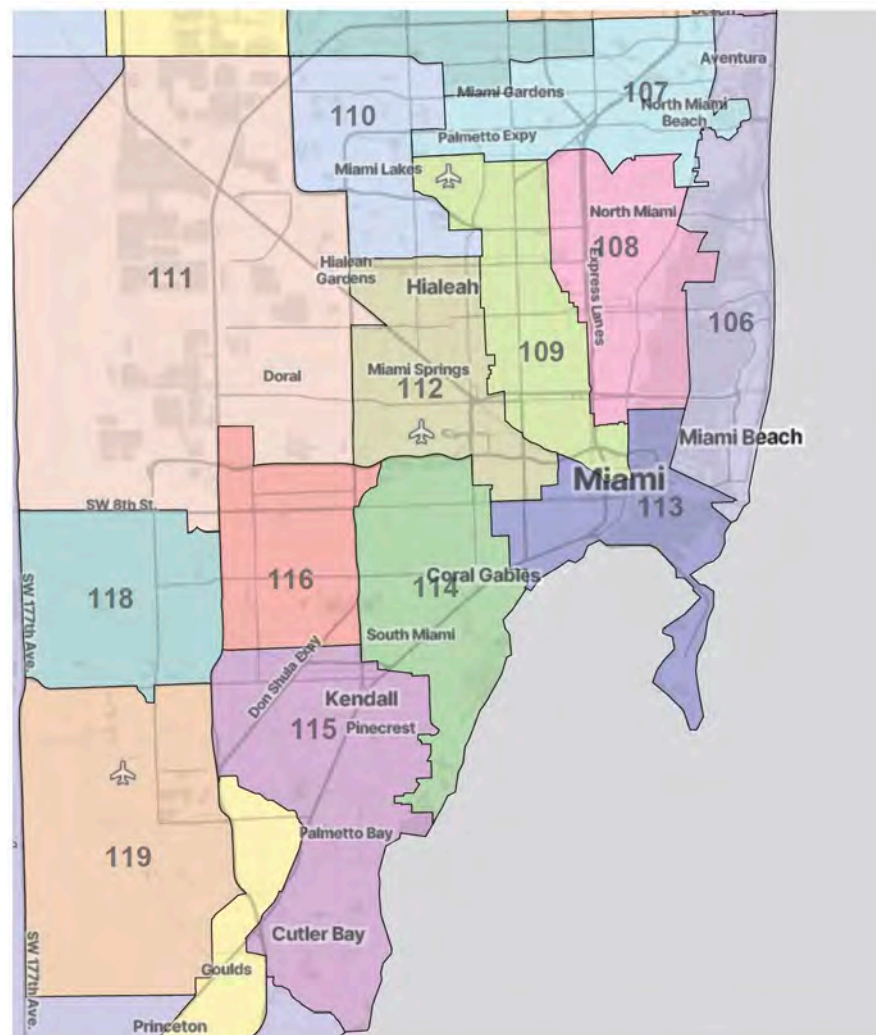 Beach
Aventura
107
Miami Gardens
North Miami
Beach
110
Palmetto Expy
Miami Lakes
North Miami
108
Hialeah
Gardens
111
Hialeah
Express Lanes
106
109
Doral
Miami Springs
112
Miami Beach
Miami
SW 8th St.
113
SW 177th Ave.
118
116
114
Coral Gables
South Miami
Don Shula Expy
Kendall
115
Pinecrest
Palmetto Bay
119
SW 177th Ave.
Cutler Bay
Goulds
Princeton